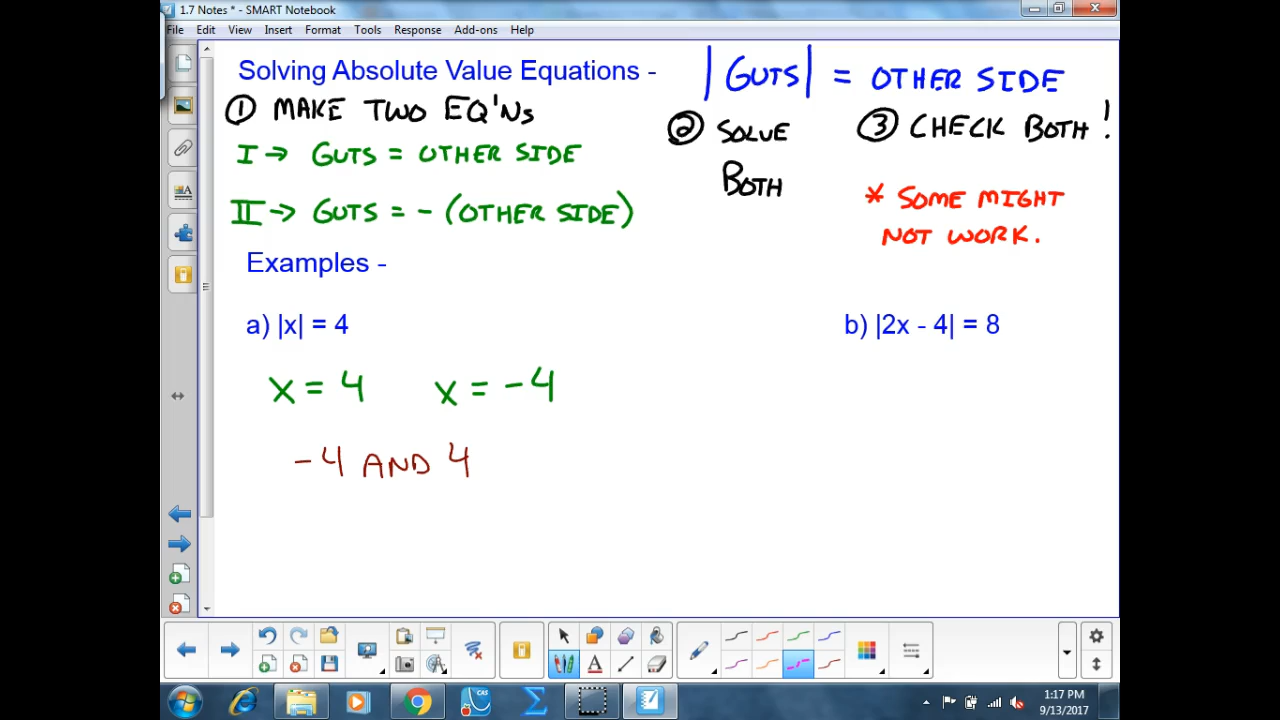 1.7 Notes * - SMART Notebook
File Edit View Insert Format Tools Response Add-ons Help
Solving Absolute Value Equations -
|GUTS| = OTHER SIDE
① MAKE TWO EQ'Ns
I → GUTS = OTHER SIDE
II → GUTS = - (OTHER SIDE)
② SOLVE
BOTH
③ CHECK BOTH !
* SOME MIGHT
NOT WORK.
Examples -
a) |x| = 4
x = 4 x = -4
-4 AND 4
b) |2x - 4| = 8
CAS
1:17 PM
9/13/2017